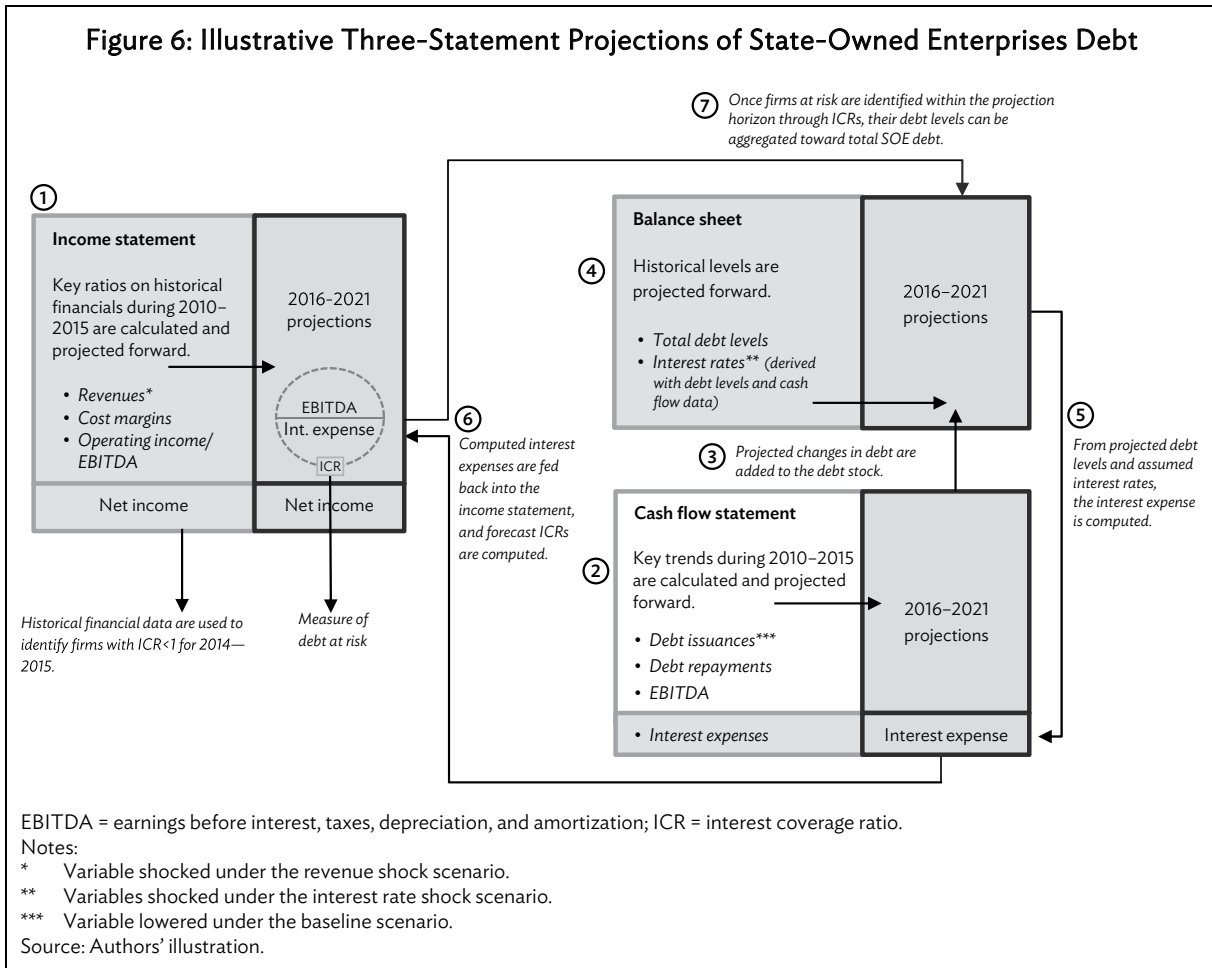 Figure 6: Illustrative Three-Statement Projections of State-Owned Enterprises Debt
7
Once firms at risk are identified within the projection
horizon through ICRs, their debt levels can be
aggregated toward total SOE debt.
1
Income statement
Key ratios on historical
financials during 2010–
2015 are calculated and
projected forward.
• Revenues*
• Cost margins
• Operating income/
EBITDA
Net income
2016-2021
projections
EBITDA
Int. expense
ICR
Net income
Historical financial data are used to
identify firms with ICR<1 for 2014—
2015.
Measure of
debt at risk
6
Computed interest
expenses are fed
back into the
income statement,
and forecast ICRs
are computed.
4
Balance sheet
Historical levels are
projected forward.
• Total debt levels
• Interest rates** (derived
with debt levels and cash
flow data)
2016–2021
projections
3
Projected changes in debt are
added to the debt stock.
5
From projected debt
levels and assumed
interest rates,
the interest expense
is computed.
2
Cash flow statement
Key trends during 2010–2015
are calculated and projected
forward.
• Debt issuances***
• Debt repayments
• EBITDA
• Interest expenses
2016–2021
projections
Interest expense
EBITDA = earnings before interest, taxes, depreciation, and amortization; ICR = interest coverage ratio.
Notes:
* Variable shocked under the revenue shock scenario.
** Variables shocked under the interest rate shock scenario.
*** Variable lowered under the baseline scenario.
Source: Authors' illustration.